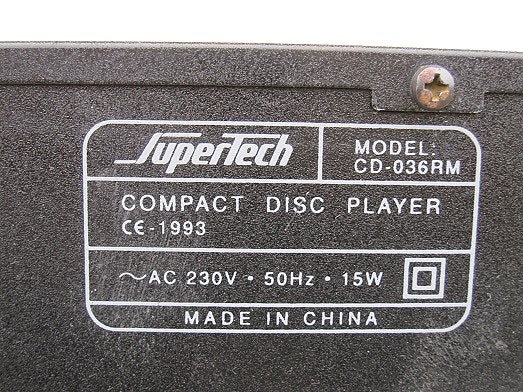 SuperTech
MODEL:
CD-036RM
COMPACT DISC PLAYER
CE-1993
~AC 230V • 50Hz • 15W
MADE IN CHINA